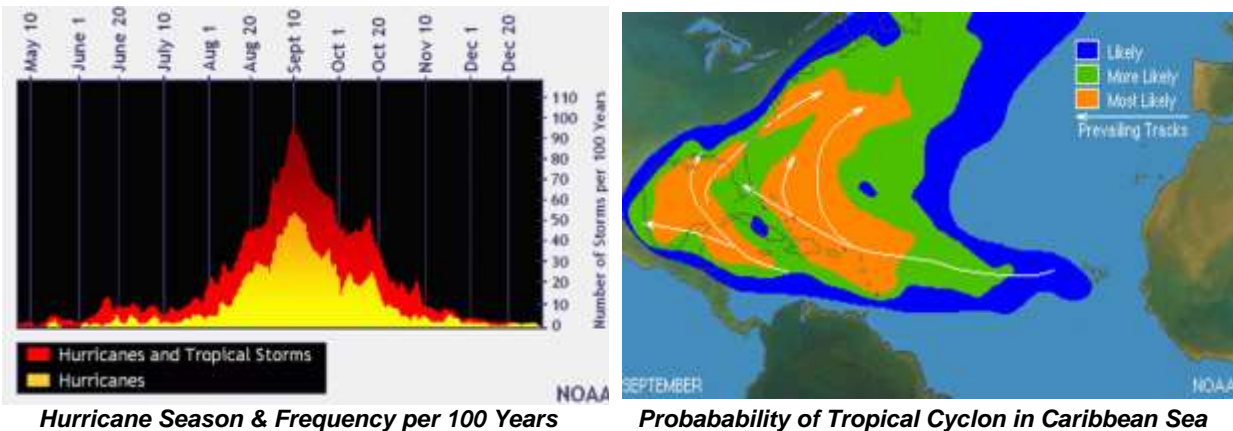 May 10
June 1
June 20
July 10
Aug 1
Aug 20
Sept 10
Oct 1
Oct 20
Nov 10
Dec 1
Dec 20
110
100
90
80
70
60
50
40
30
20
10
0
Number of Storms per 100 Years
Hurricanes and Tropical Storms
Hurricanes
NOAA
Likely
More Likely
Most Likely
Prevailing Tracks
SEPTEMBER
NOAA
Hurricane Season & Frequency per 100 Years
Probabability of Tropical Cyclon in Caribbean Sea